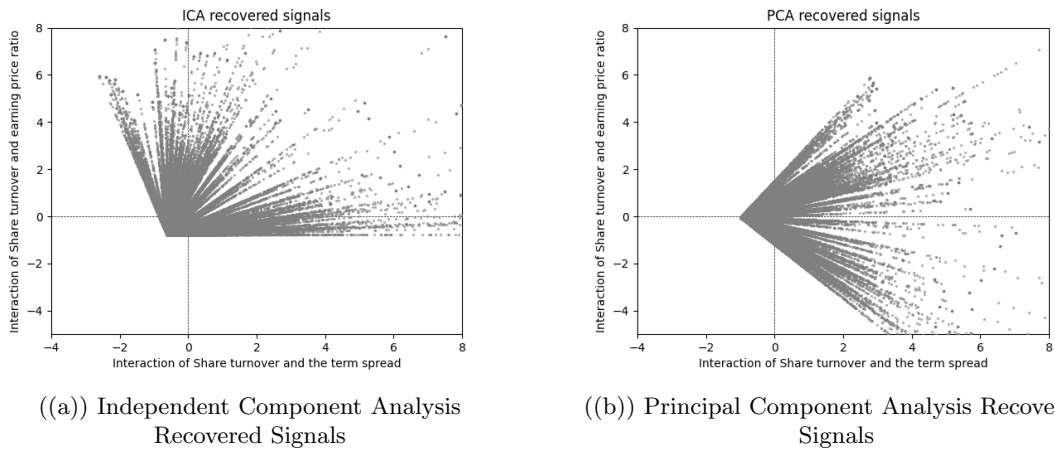 ICA recovered signals
8
6
4
2
0
−2
−4
−4 −2 0 2 4 6 8
Interaction of Share turnover and earning price ratio
Interaction of Share turnover and the term spread
PCA recovered signals
8
6
4
2
0
−2
−4
−4 −2 0 2 4 6 8
Interaction of Share turnover and earning price ratio
Interaction of Share turnover and the term spread
((a)) Independent Component Analysis
Recovered Signals
((b)) Principal Component Analysis Recove
Signals